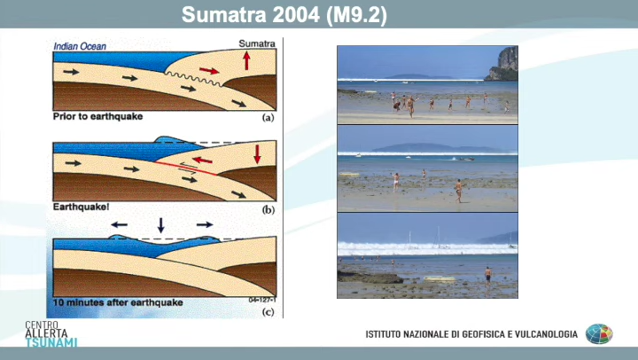 Sumatra 2004 (M9.2)
Indian Ocean
Sumatra
Prior to earthquake
(a)
Earthquake!
(b)
10 minutes after earthquake
04-127-1
(c)
CENTRO
ALLERTA
TSUNAMI
ISTITUTO NAZIONALE DI GEOFISICA E VULCANOLOGIA